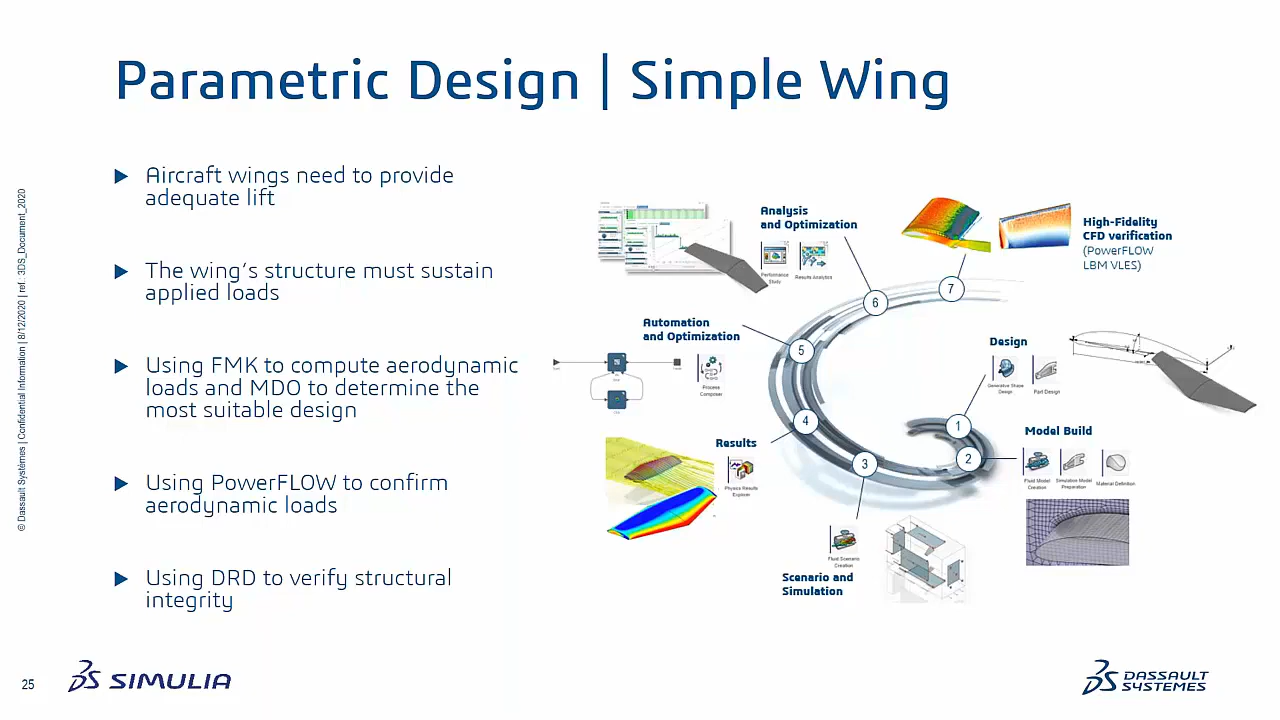 Parametric Design | Simple Wing
Aircraft wings need to provide
adequate lift
The wing's structure must sustain
applied loads
Using FMK to compute aerodynamic
loads and MDO to determine the
most suitable design
Using PowerFLOW to confirm
aerodynamic loads
Using DRD to verify structural
integrity
Analysis
and Optimization
Performance
Study
Results Analytics
High-Fidelity
CFD verification
(PowerFLOW
LBM VLES)
7
6
Automation
and Optimization
Process
Composer
5
Design
Generative Shape
Design
Part Design
1
Model Build
2
Fluid Model
Creation
Simulation Model
Preparation
Material Definition
4
Results
Physics Results
Explorer
3
Fluid Scenario
Creation
Scenario and
Simulation
© Dassault Systèmes | Confidential Information | 8/12/2020 | ref.: 3DS_Document_2020
25
SIMULIA
DASSAULT
SYSTEMES